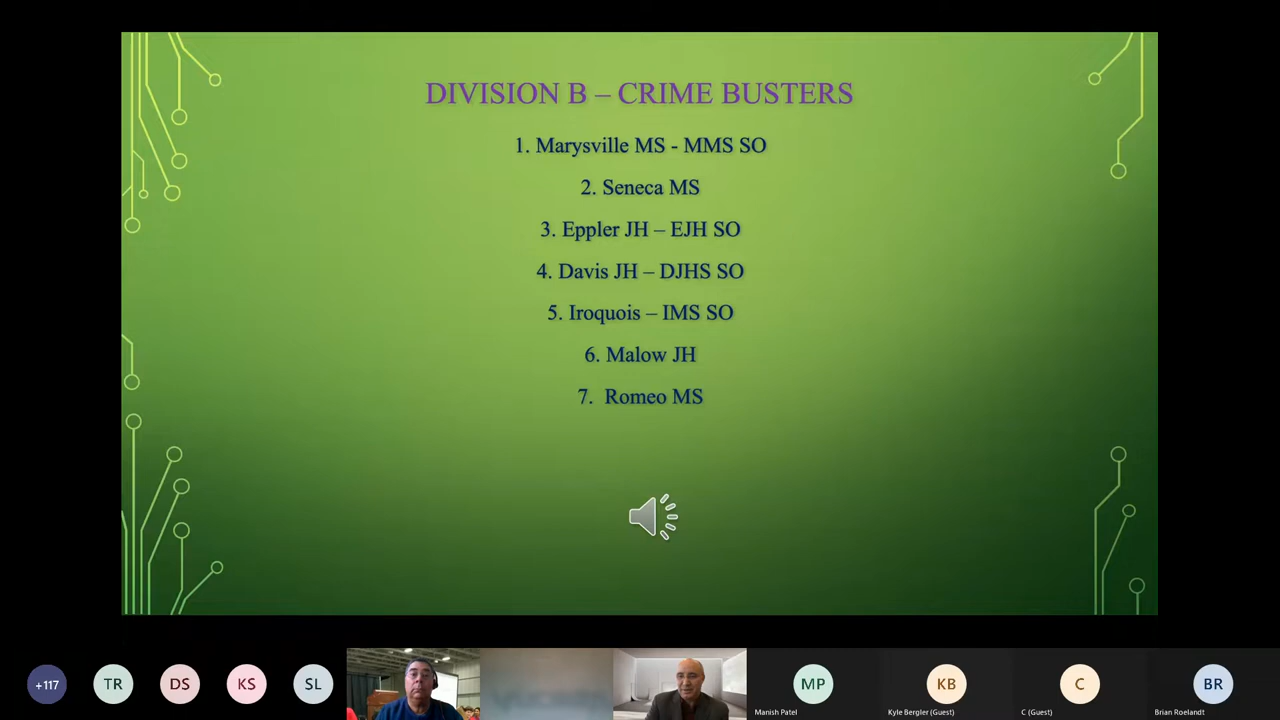 DIVISION B – CRIME BUSTERS
1. Marysville MS - MMS SO
2. Seneca MS
3. Eppler JH – EJH SO
4. Davis JH – DJHS SO
5. Iroquois – IMS SO
6. Malow JH
7.  Romeo MS
+117
TR
DS
KS
SL
MP
KB
C
BR
Manish Patel
Kyle Bergler (Guest)
C (Guest)
Brian Roelandt